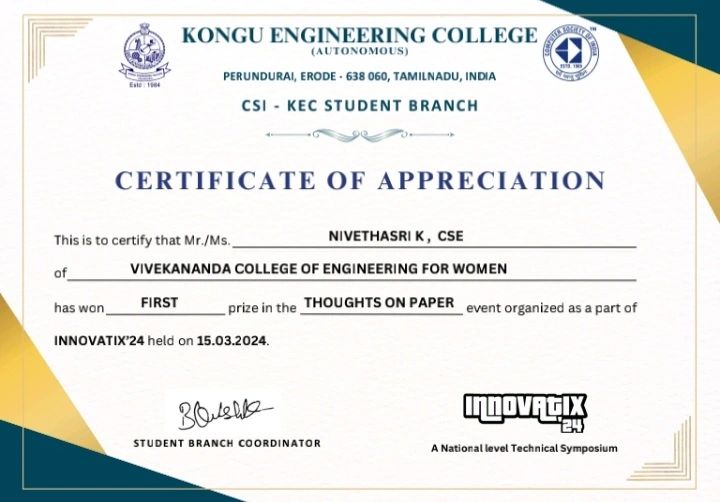 KONGU ENGINEERING COLLEGE
(AUTONOMOUS)
PERUNDURAI, ERODE - 638 060, TAMILNADU, INDIA
Estd : 1984
COMPUTER SOCIETY OF INDIA
ESTD. 1965
CSI - KEC STUDENT BRANCH
CERTIFICATE OF APPRECIATION
This is to certify that Mr./Ms. NIVETHASRI K , CSE
of VIVEKANANDA COLLEGE OF ENGINEERING FOR WOMEN
has won FIRST prize in the THOUGHTS ON PAPER event organized as a part of
INNOVATIX'24 held on 15.03.2024.
STUDENT BRANCH COORDINATOR
INNOVATIX
24
A National level Technical Symposium